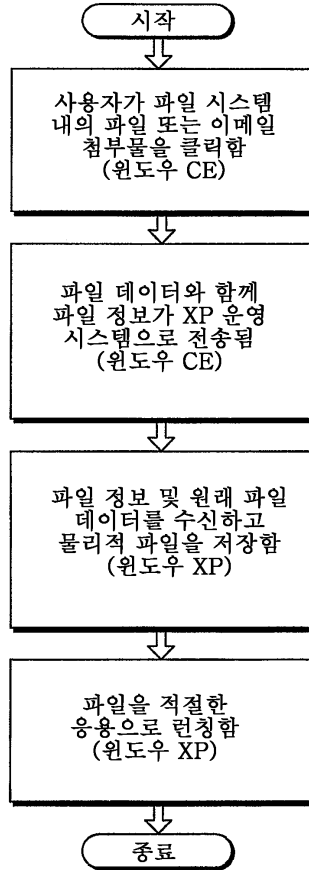 시작
사용자가 파일 시스템
내의 파일 또는 이메일
첨부물을 클릭함
(윈도우 CE)
파일 데이터와 함께
파일 정보가 XP 운영
시스템으로 전송됨
(윈도우 CE)
파일 정보 및 원래 파일
데이터를 수신하고
물리적 파일을 저장함
(윈도우 XP)
파일을 적절한
응용으로 런칭함
(윈도우 XP)
종료